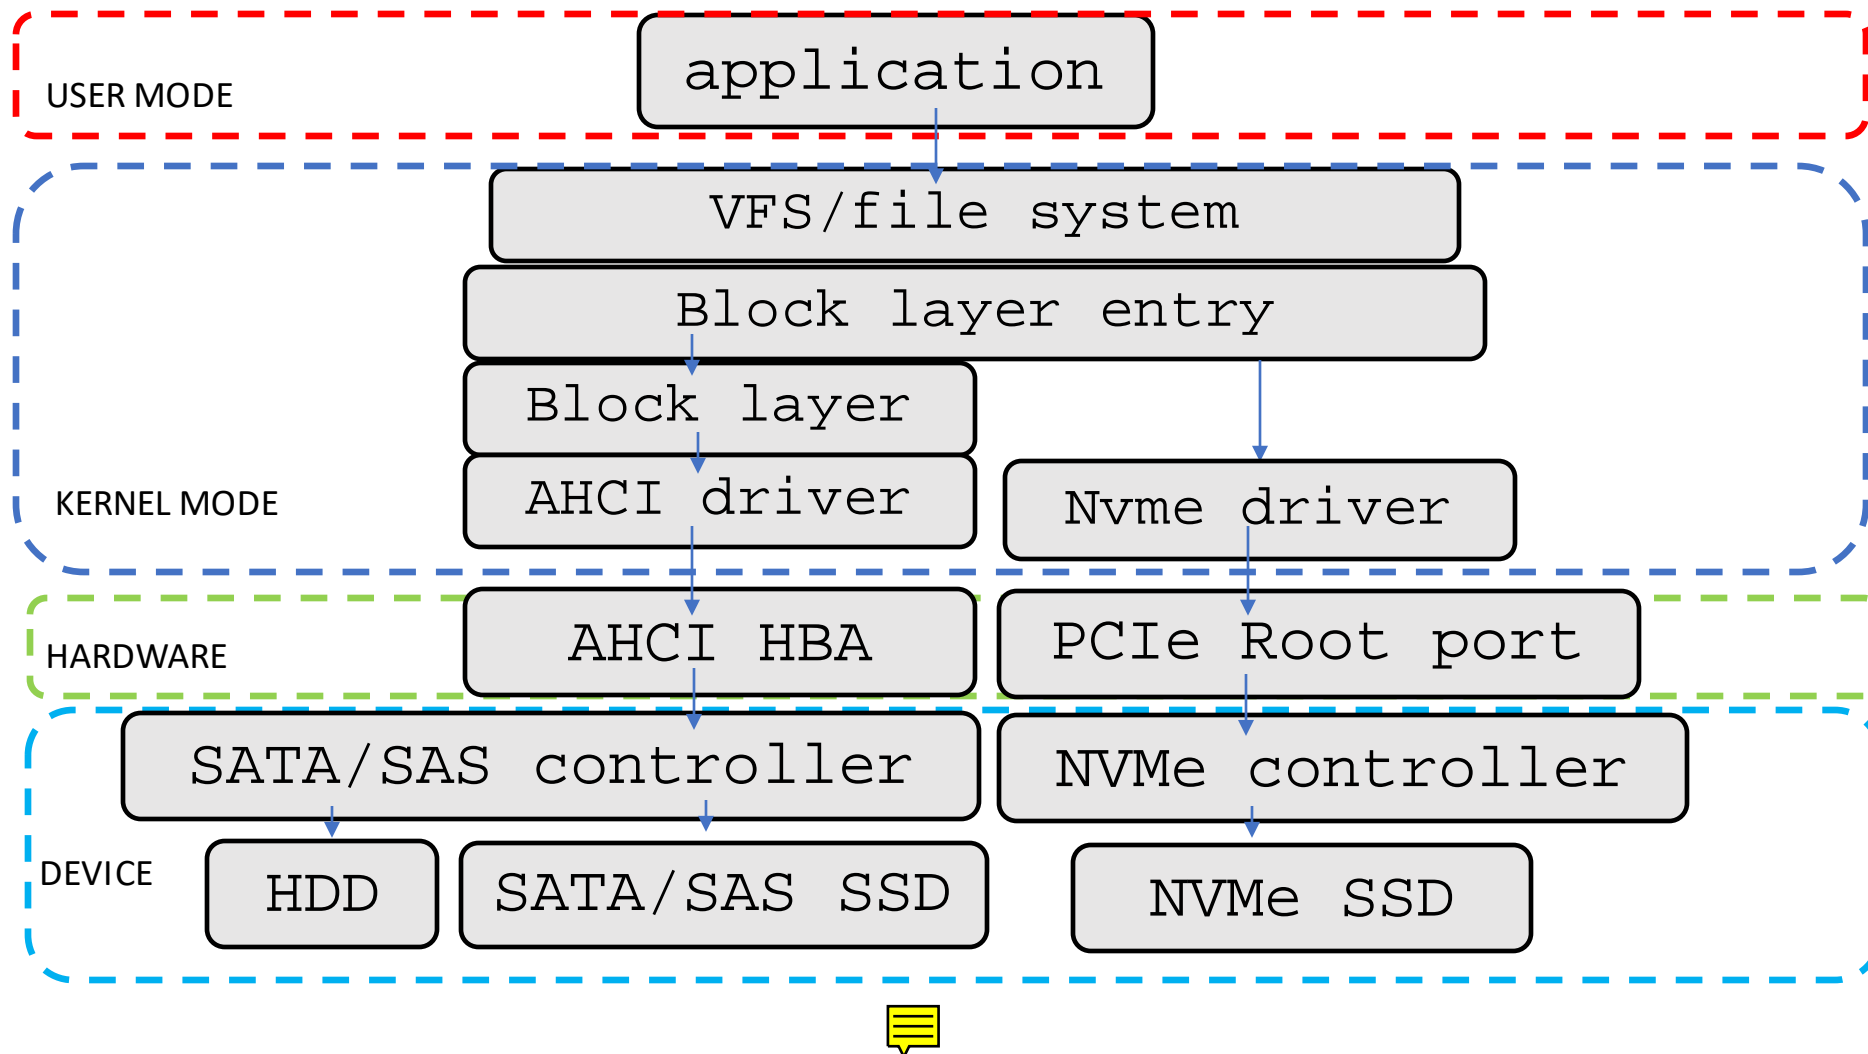 application
USER MODE
VFS/file system
Block layer entry
Block layer
AHCI driver
Nvme driver
KERNEL MODE
AHCI HBA
PCIe Root port
HARDWARE
SATA/SAS controller
NVMe controller
HDD
SATA/SAS SSD
NVMe SSD
DEVICE